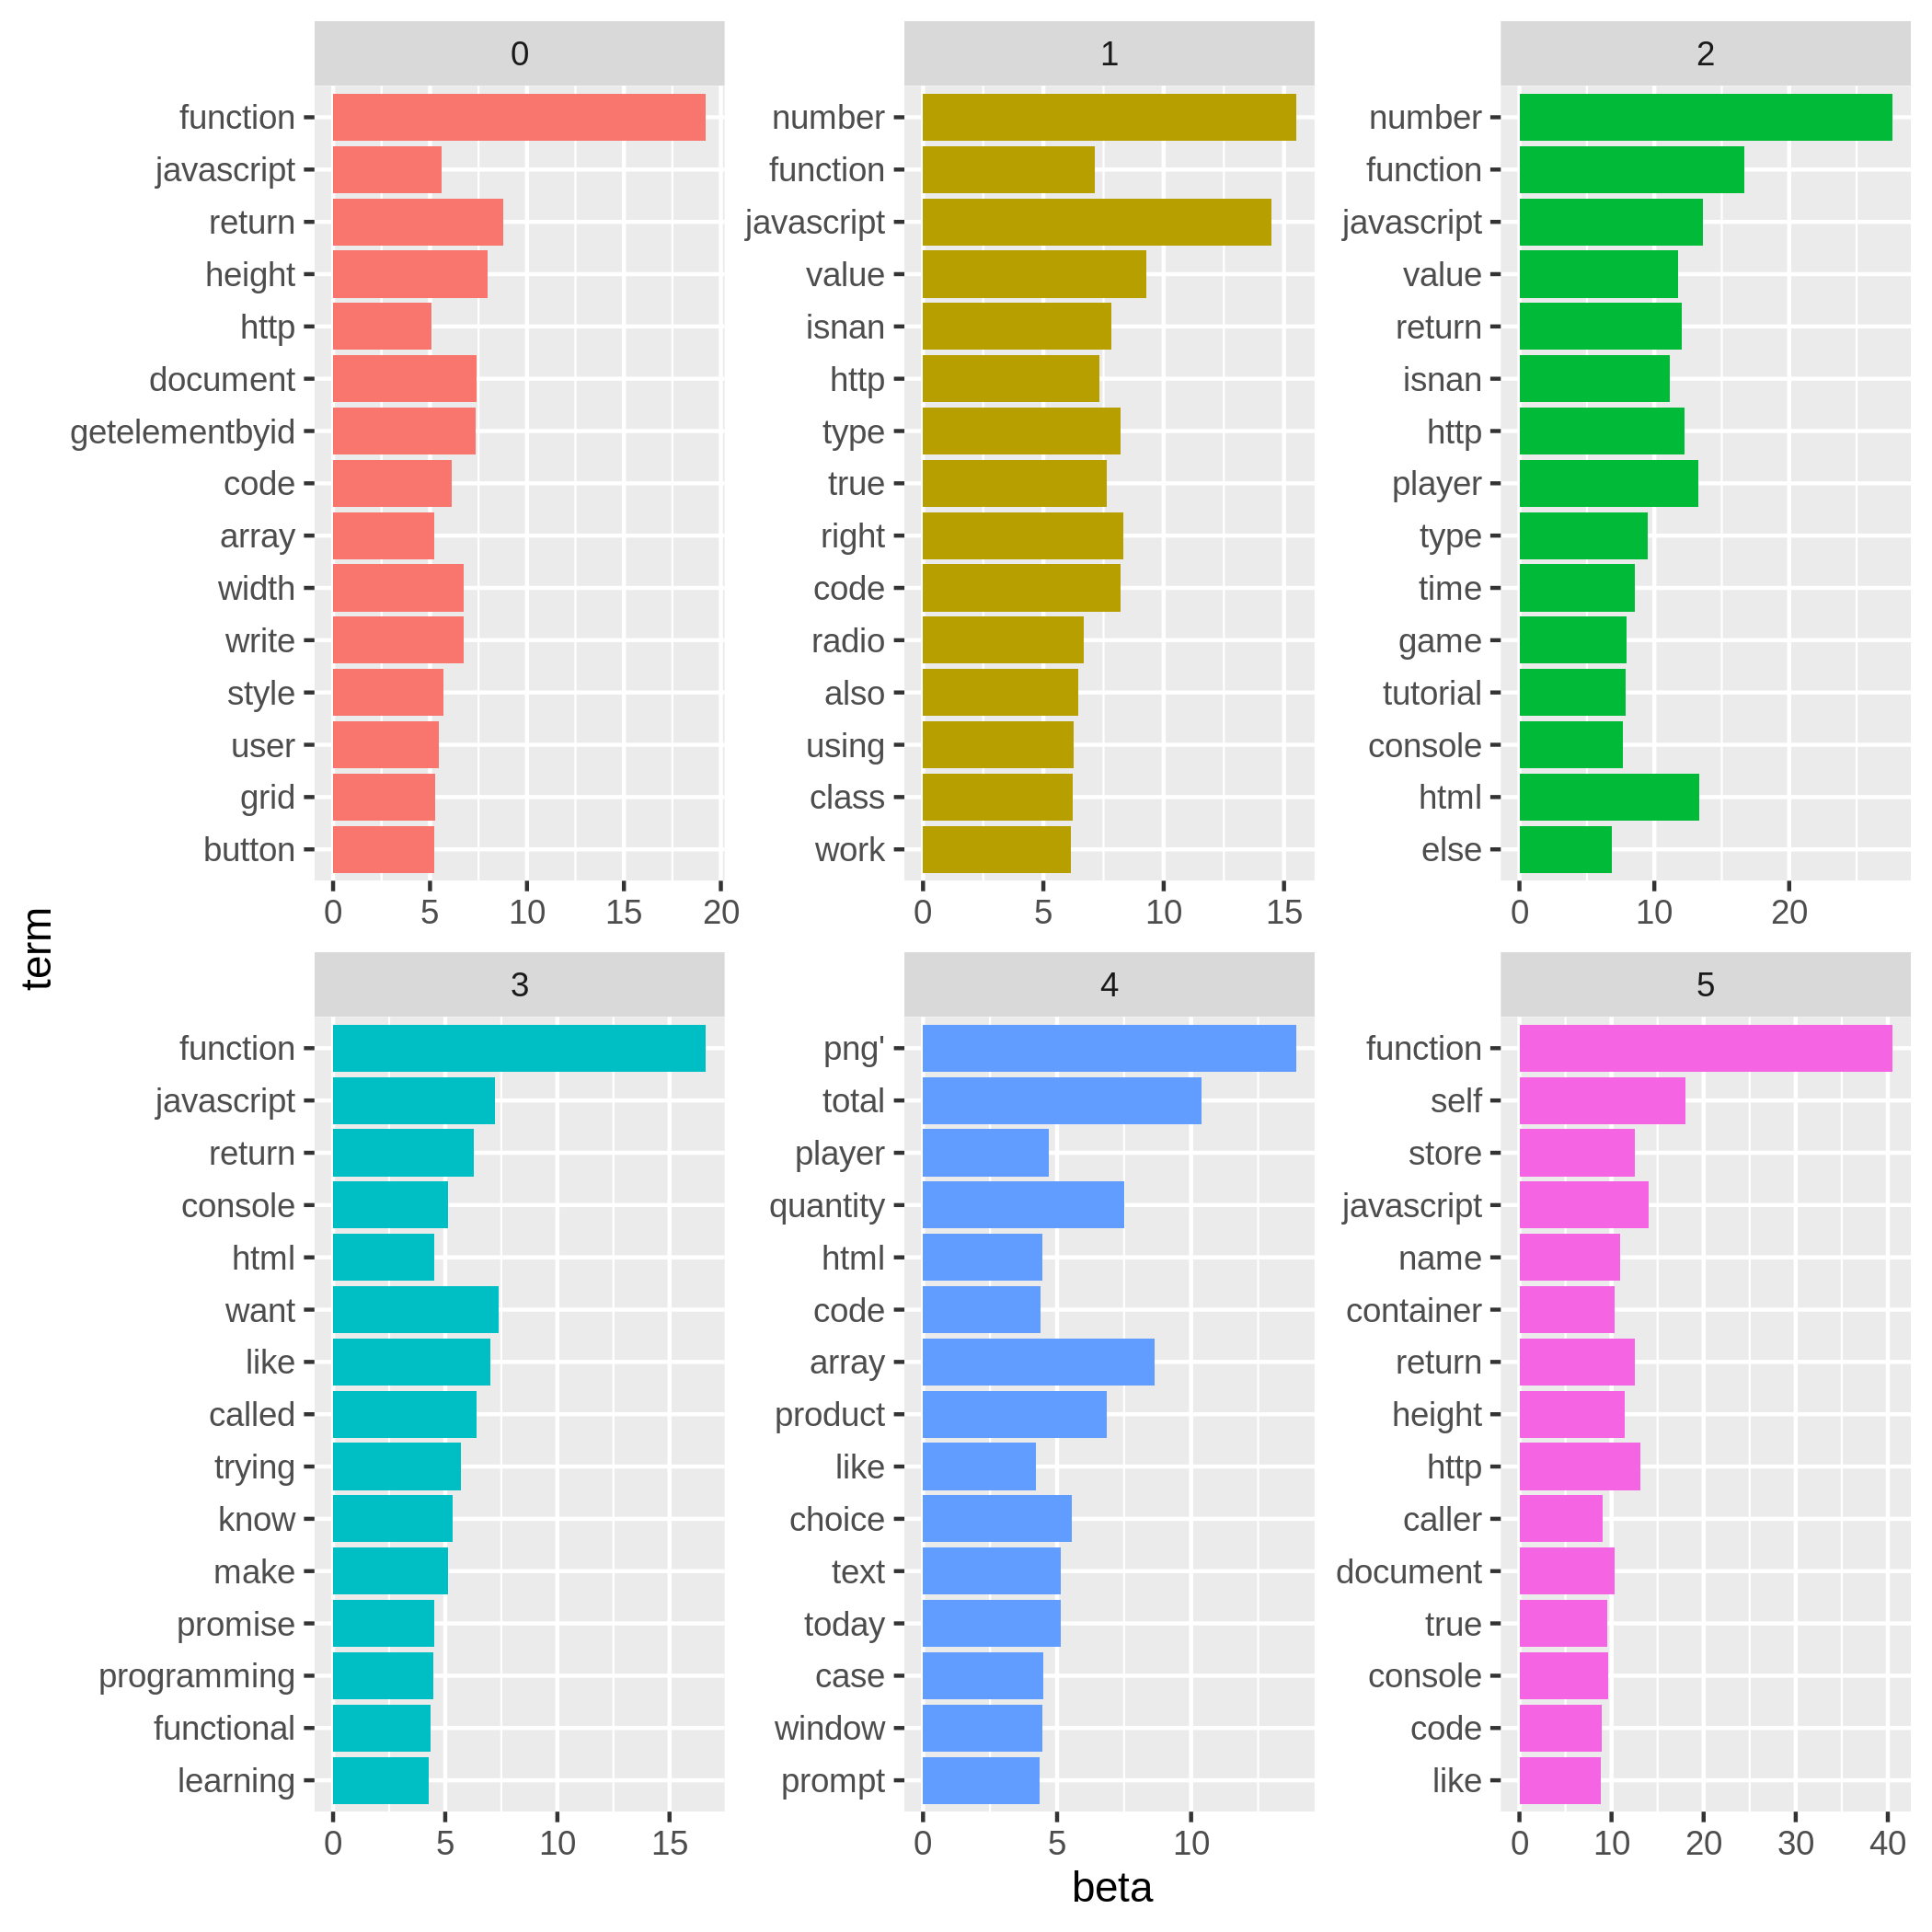 0
function
javascript
return
height
http
document
getelementbyid
code
array
width
write
style
user
grid
button
0 5 10 15 20
1
number
function
javascript
value
isnan
http
type
true
right
code
radio
also
using
class
work
0 5 10 15
2
number
function
javascript
value
return
isnan
http
player
type
time
game
tutorial
console
html
else
0 10 20
term
3
function
javascript
return
console
html
want
like
called
trying
know
make
promise
programming
functional
learning
0 5 10 15
4
png'
total
player
quantity
html
code
array
product
like
choice
text
today
case
window
prompt
0 5 10
5
function
self
store
javascript
name
container
return
height
http
caller
document
true
console
code
like
0 10 20 30 40
beta